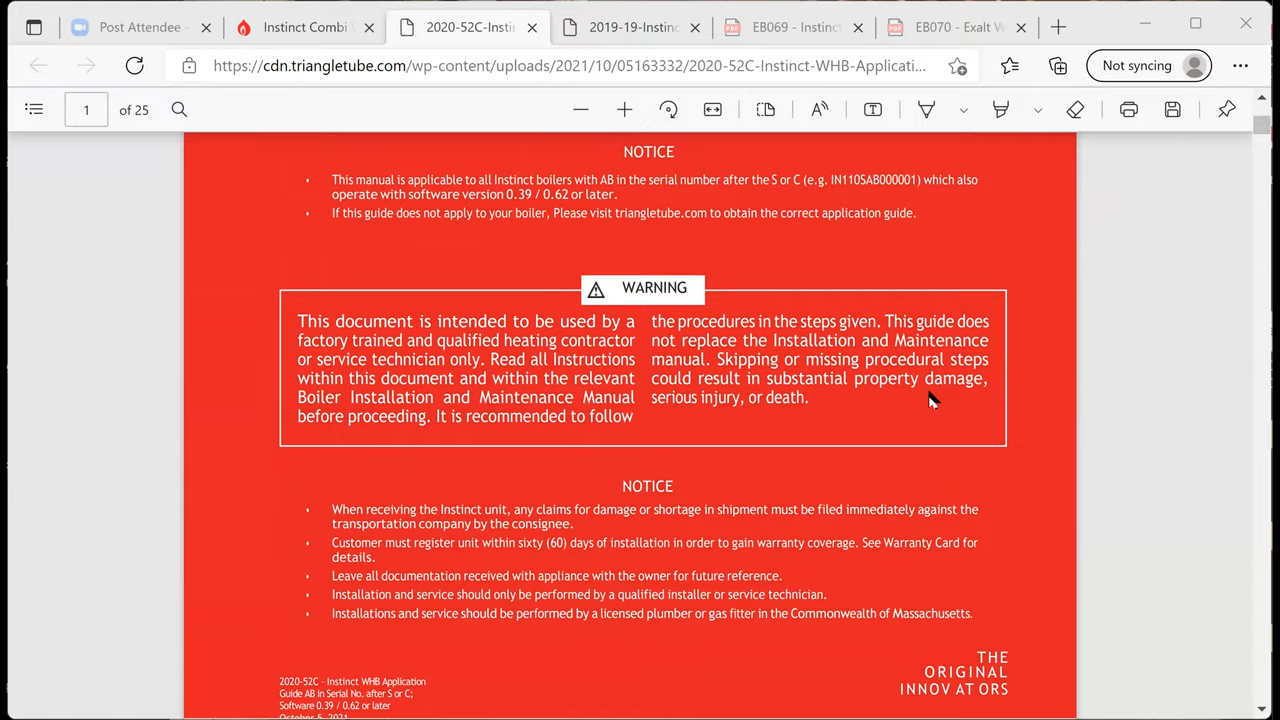 Post Attendee -
Instinct Combi
2020-52C-Instin
2019-19-Instinc
EB069 - Instinct
EB070 - Exalt W
https://cdn.triangletube.com/wp-content/uploads/2021/10/05163332/2020-52C-Instinct-WHB-Applicati...
Not syncing
1 of 25
NOTICE
• This manual is applicable to all Instinct boilers with AB in the serial number after the S or C (e.g. IN110SAB000001) which also
operate with software version 0.39 / 0.62 or later.
• If this guide does not apply to your boiler, Please visit triangletube.com to obtain the correct application guide.
WARNING
This document is intended to be used by a
factory trained and qualified heating contractor
or service technician only. Read all Instructions
within this document and within the relevant
Boiler Installation and Maintenance Manual
before proceeding. It is recommended to follow
the procedures in the steps given. This guide does
not replace the Installation and Maintenance
manual. Skipping or missing procedural steps
could result in substantial property damage,
serious injury, or death.
NOTICE
• When receiving the Instinct unit, any claims for damage or shortage in shipment must be filed immediately against the
transportation company by the consignee.
• Customer must register unit within sixty (60) days of installation in order to gain warranty coverage. See Warranty Card for
details.
• Leave all documentation received with appliance with the owner for future reference.
• Installation and service should only be performed by a qualified installer or service technician.
• Installations and service should be performed by a licensed plumber or gas fitter in the Commonwealth of Massachusetts.
THE
ORIGINAL
INNOVATORS
2020-52C - Instinct WHB Application
Guide AB in Serial No. after S or C;
Software 0.39 / 0.62 or later
October 5, 2021